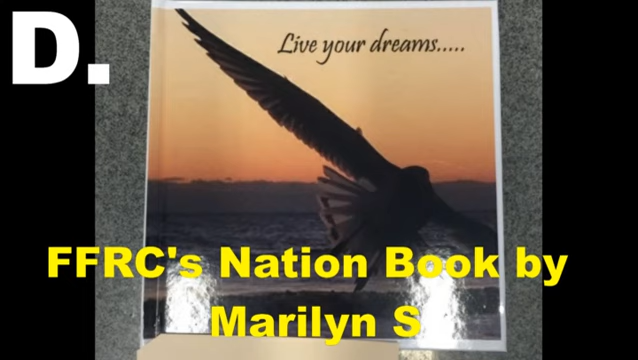 D.
Live your dreams.....
FFRC's Nation Book by
Marilyn S